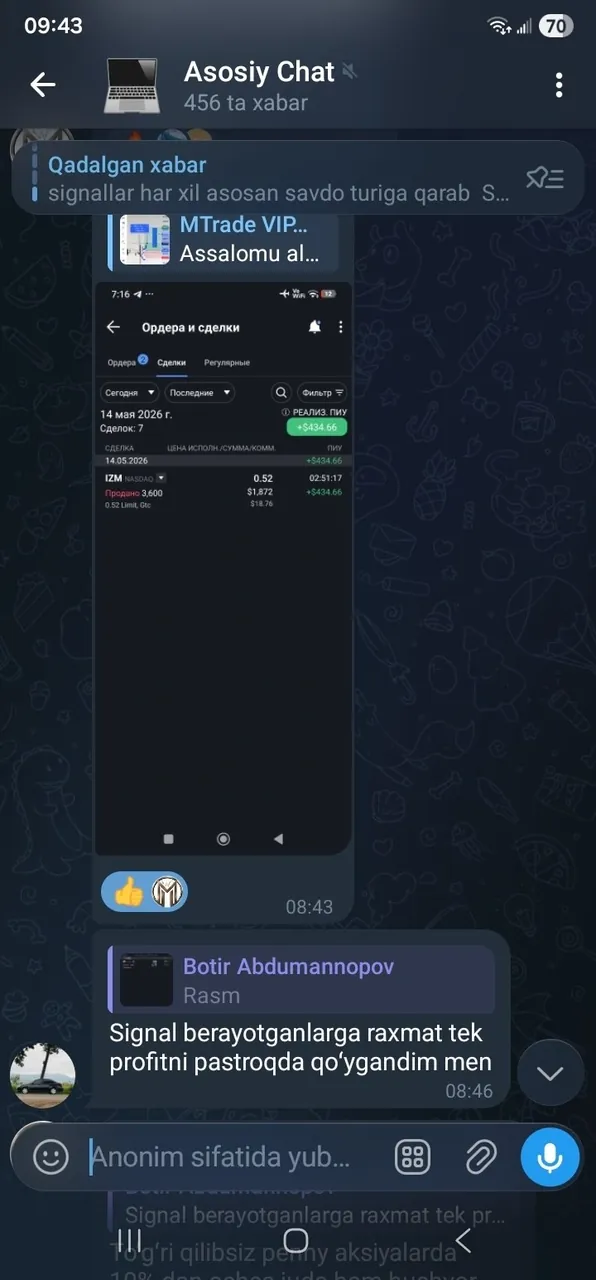 09:43
70
Asosiy Chat
456 ta xabar
Qadalgan xabar
signallar har xil asosan savdo turiga qarab S...
MTrade VIP...
Assalomu al...
7:16
12
Ордера и сделки
Ордера 2 Сделки Регулярные
Сегодня Последние Фильтр
14 мая 2026 г. РЕАЛИЗ. ПИУ
Сделок: 7 +$434.66
СДЕЛКА ЦЕНА ИСПОЛН./СУММА/КОММ. ПИУ
14.05.2026 +$434.66
IZM NASDAQ 0.52 02:51:17
Продано 3,600 $1,872 +$434.66
0.52 Limit, Gtc $18.76
08:43
Botir Abdumannopov
Rasm
Signal berayotganlarga raxmat tek
profitni pastroqda qo‘ygandim men
08:46
Anonim sifatida yub...
Signal berayotganlarga raxmat tek pr...
To‘g‘ri qilibsiz penny aksiyalarda